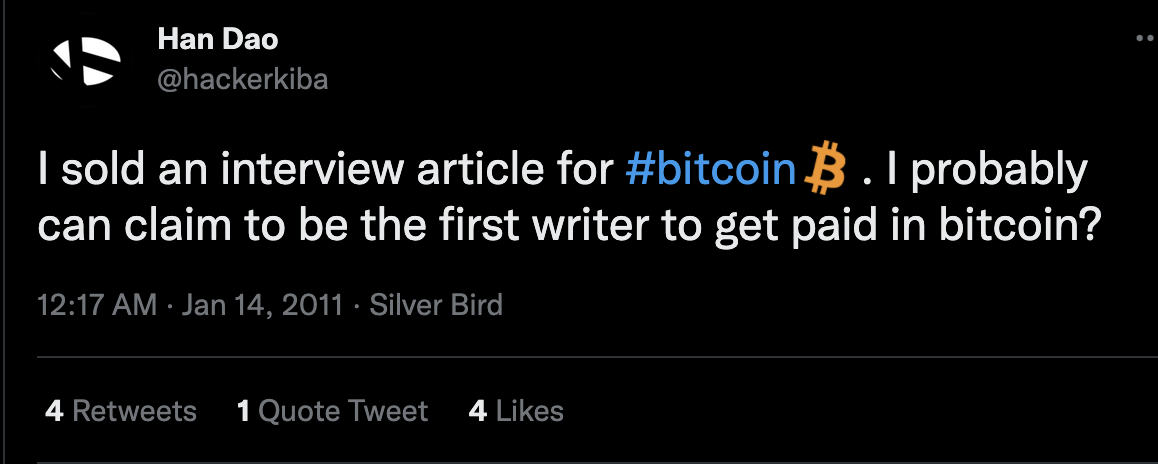 Han Dao
@hackerkiba
I sold an interview article for #bitcoin . I probably
can claim to be the first writer to get paid in bitcoin?
12:17 AM · Jan 14, 2011 · Silver Bird
4 Retweets 1 Quote Tweet 4 Likes